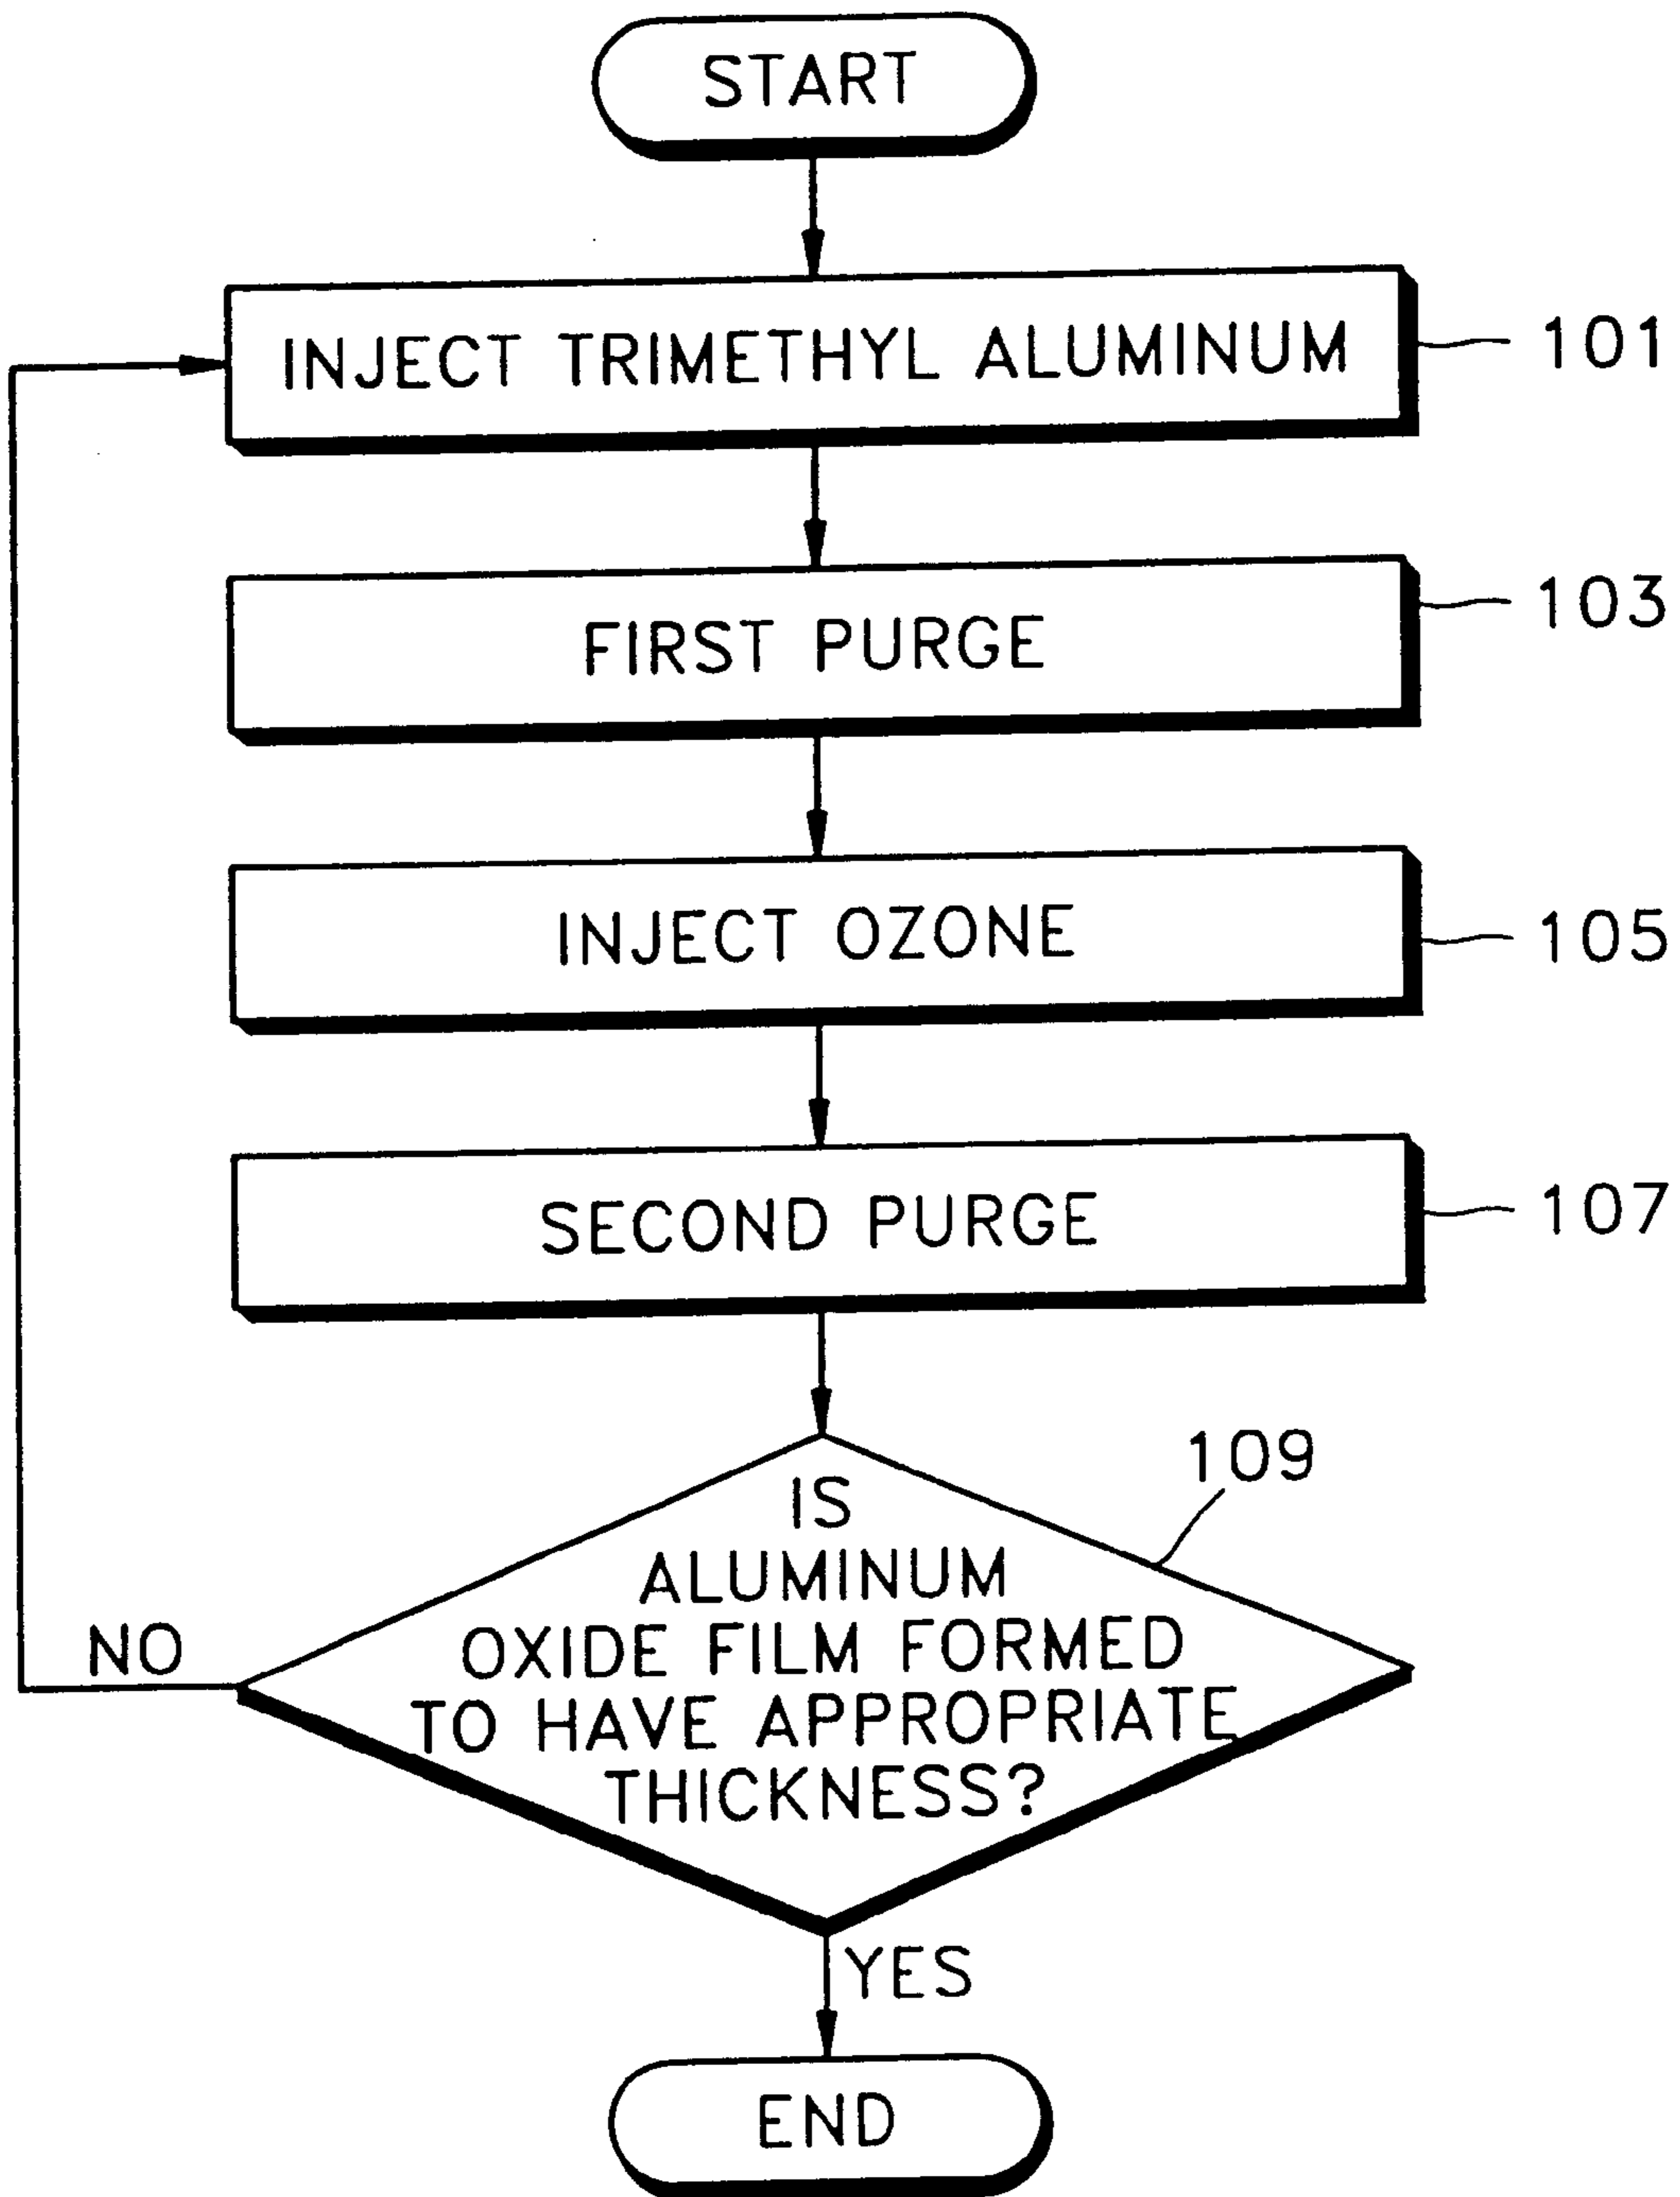 START
INJECT TRIMETHYL ALUMINUM
101
FIRST PURGE
103
INJECT OZONE
105
SECOND PURGE
107
109
IS
ALUMINUM
OXIDE FILM FORMED
TO HAVE APPROPRIATE
THICKNESS?
NO
YES
END